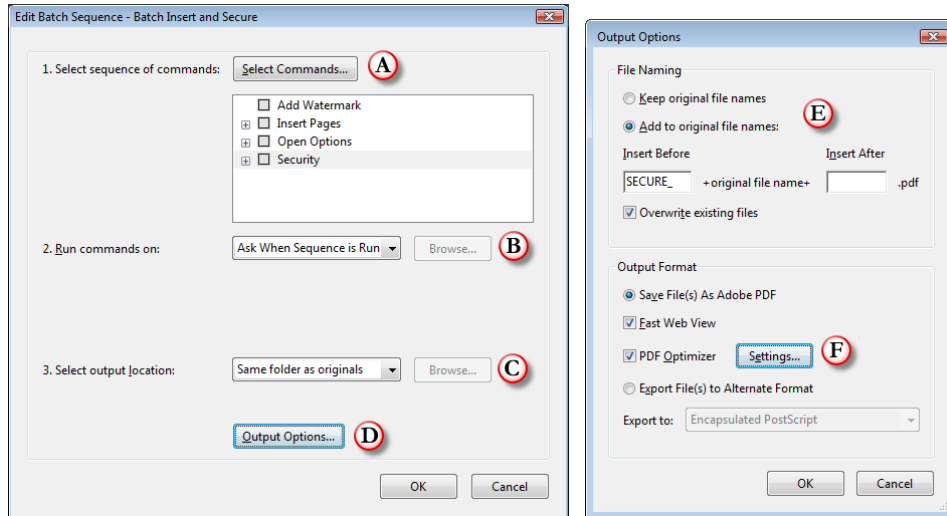 Edit Batch Sequence - Batch Insert and Secure
1. Select sequence of commands: Select Commands... A
Add Watermark
Insert Pages
Open Options
Security
2. Run commands on: Ask When Sequence is Run Browse... B
3. Select output location: Same folder as originals Browse... C
Output Options... D
OK Cancel
Output Options
File Naming
Keep original file names
Add to original file names: E
Insert Before Insert After
SECURE_ +original file name+ .pdf
Overwrite existing files
Output Format
Save File(s) As Adobe PDF
Fast Web View
PDF Optimizer Settings... F
Export File(s) to Alternate Format
Export to: Encapsulated PostScript
OK Cancel